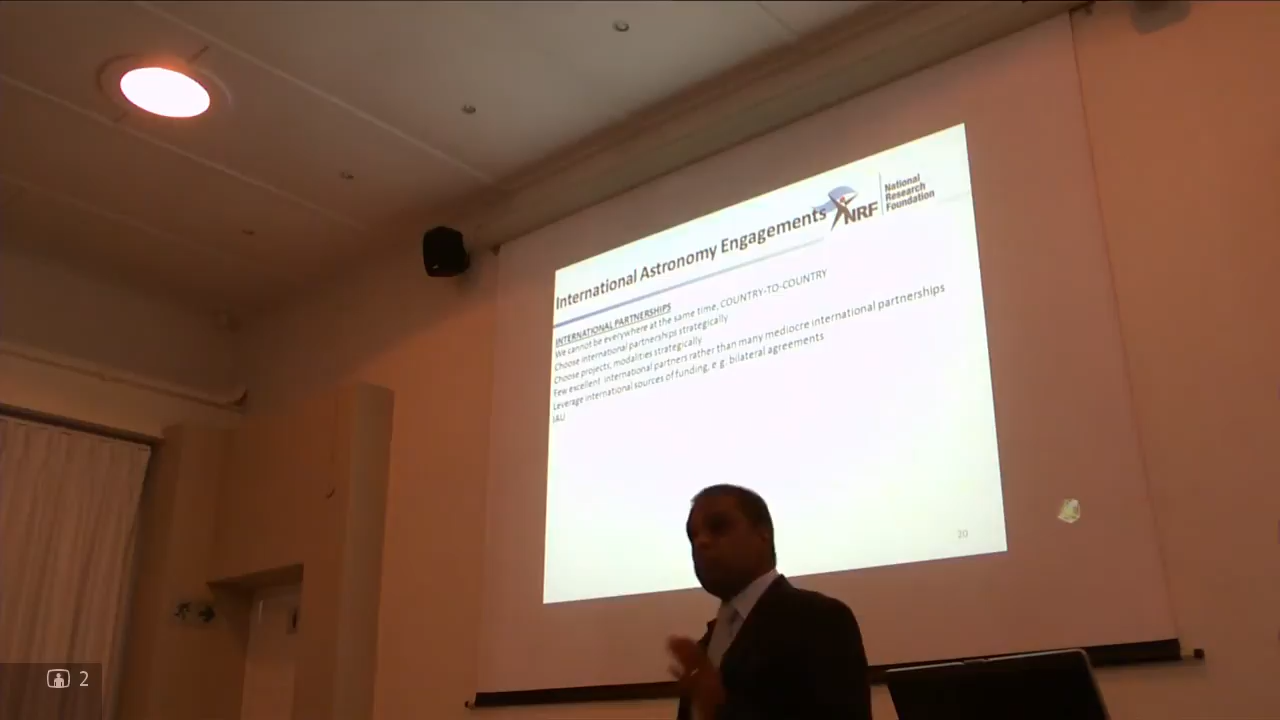 International Astronomy Engagements
NRF
National
Research
Foundation
INTERNATIONAL PARTNERSHIPS
We cannot be everywhere at the same time, COUNTRY-TO-COUNTRY
Choose international partnerships strategically
Choose projects, modalities strategically
Few excellent international partners rather than many mediocre international partnerships
Leverage international sources of funding, e.g. bilateral agreements
IAU
20
2